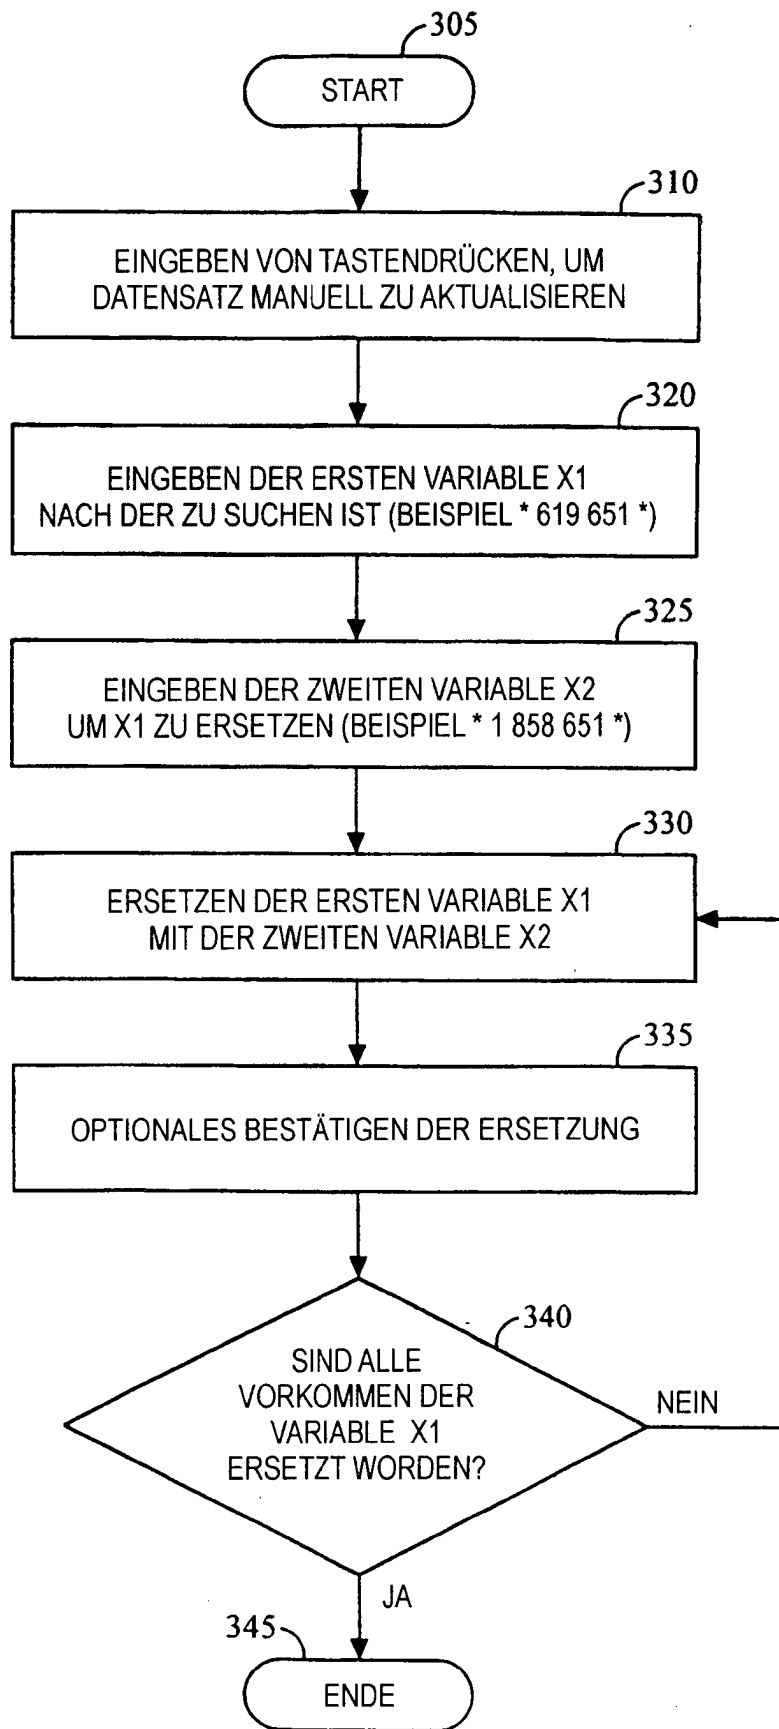 305
START
310
EINGEBEN VON TASTENDRÜCKEN, UM
DATENSATZ MANUELL ZU AKTUALISIEREN
320
EINGEBEN DER ERSTEN VARIABLE X1
NACH DER ZU SUCHEN IST (BEISPIEL * 619 651 *)
325
EINGEBEN DER ZWEITEN VARIABLE X2
UM X1 ZU ERSETZEN (BEISPIEL * 1 858 651 *)
330
ERSETZEN DER ERSTEN VARIABLE X1
MIT DER ZWEITEN VARIABLE X2
335
OPTIONALES BESTÄTIGEN DER ERSETZUNG
340
SIND ALLE
VORKOMMEN DER
VARIABLE X1
ERSETZT WORDEN?
NEIN
JA
345
ENDE